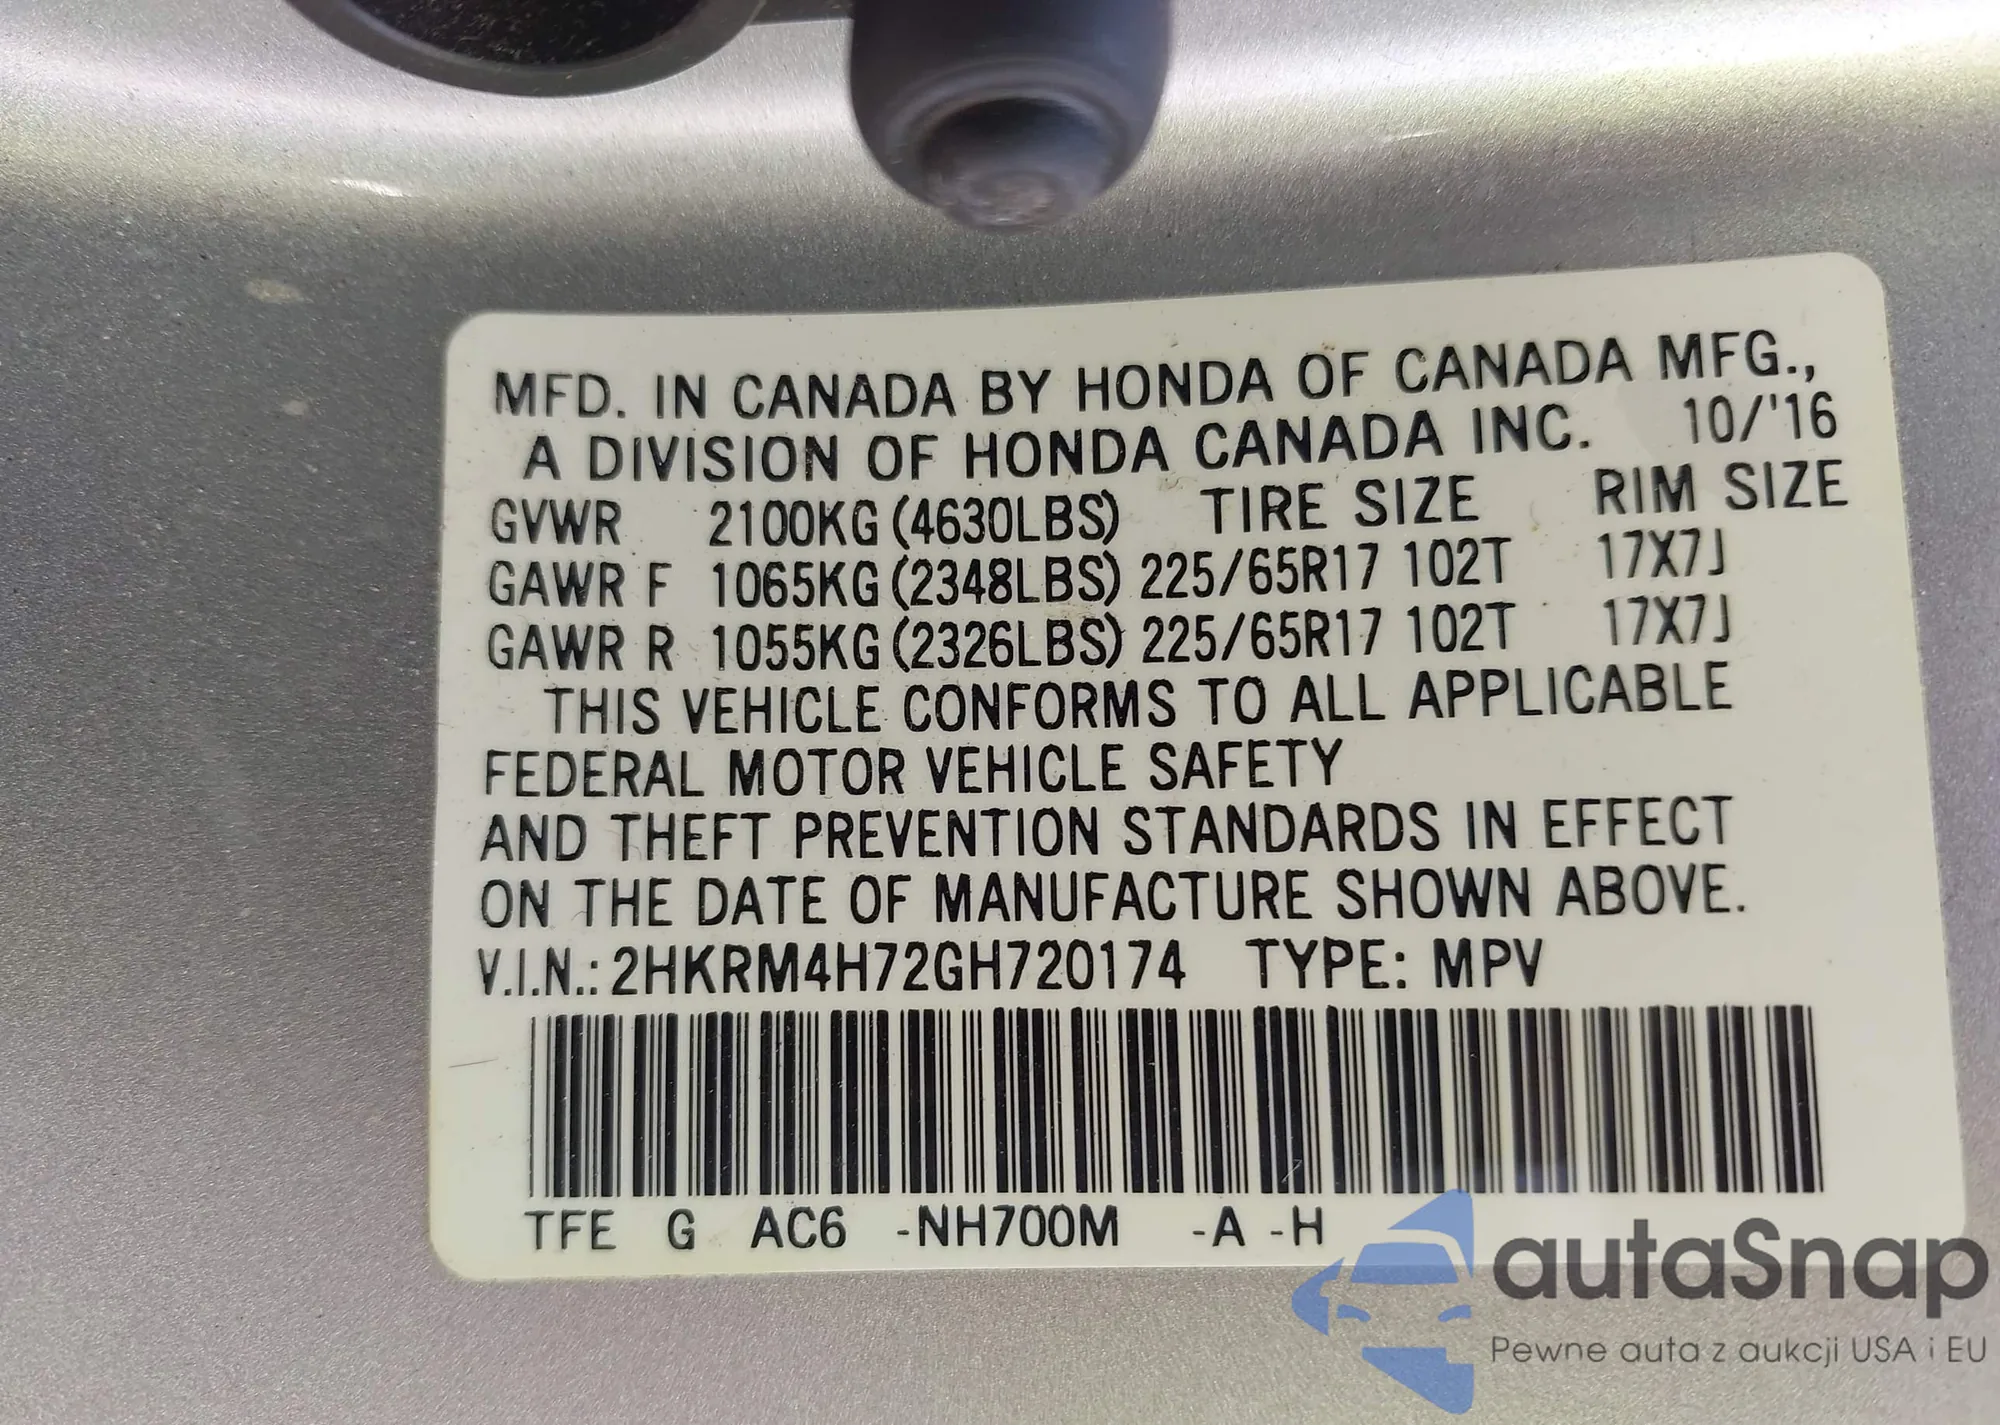 MFD. IN CANADA BY HONDA OF CANADA MFG.,
A DIVISION OF HONDA CANADA INC. 10/'16
GVWR 2100KG (4630LBS) TIRE SIZE RIM SIZE
GAWR F 1065KG (2348LBS) 225/65R17 102T 17X7J
GAWR R 1055KG (2326LBS) 225/65R17 102T 17X7J
THIS VEHICLE CONFORMS TO ALL APPLICABLE
FEDERAL MOTOR VEHICLE SAFETY
AND THEFT PREVENTION STANDARDS IN EFFECT
ON THE DATE OF MANUFACTURE SHOWN ABOVE.
V.I.N.: 2HKRM4H72GH720174 TYPE: MPV
TFE G AC6 -NH700M -A -H
autaSnap
Pewne auta z aukcji USA i EU